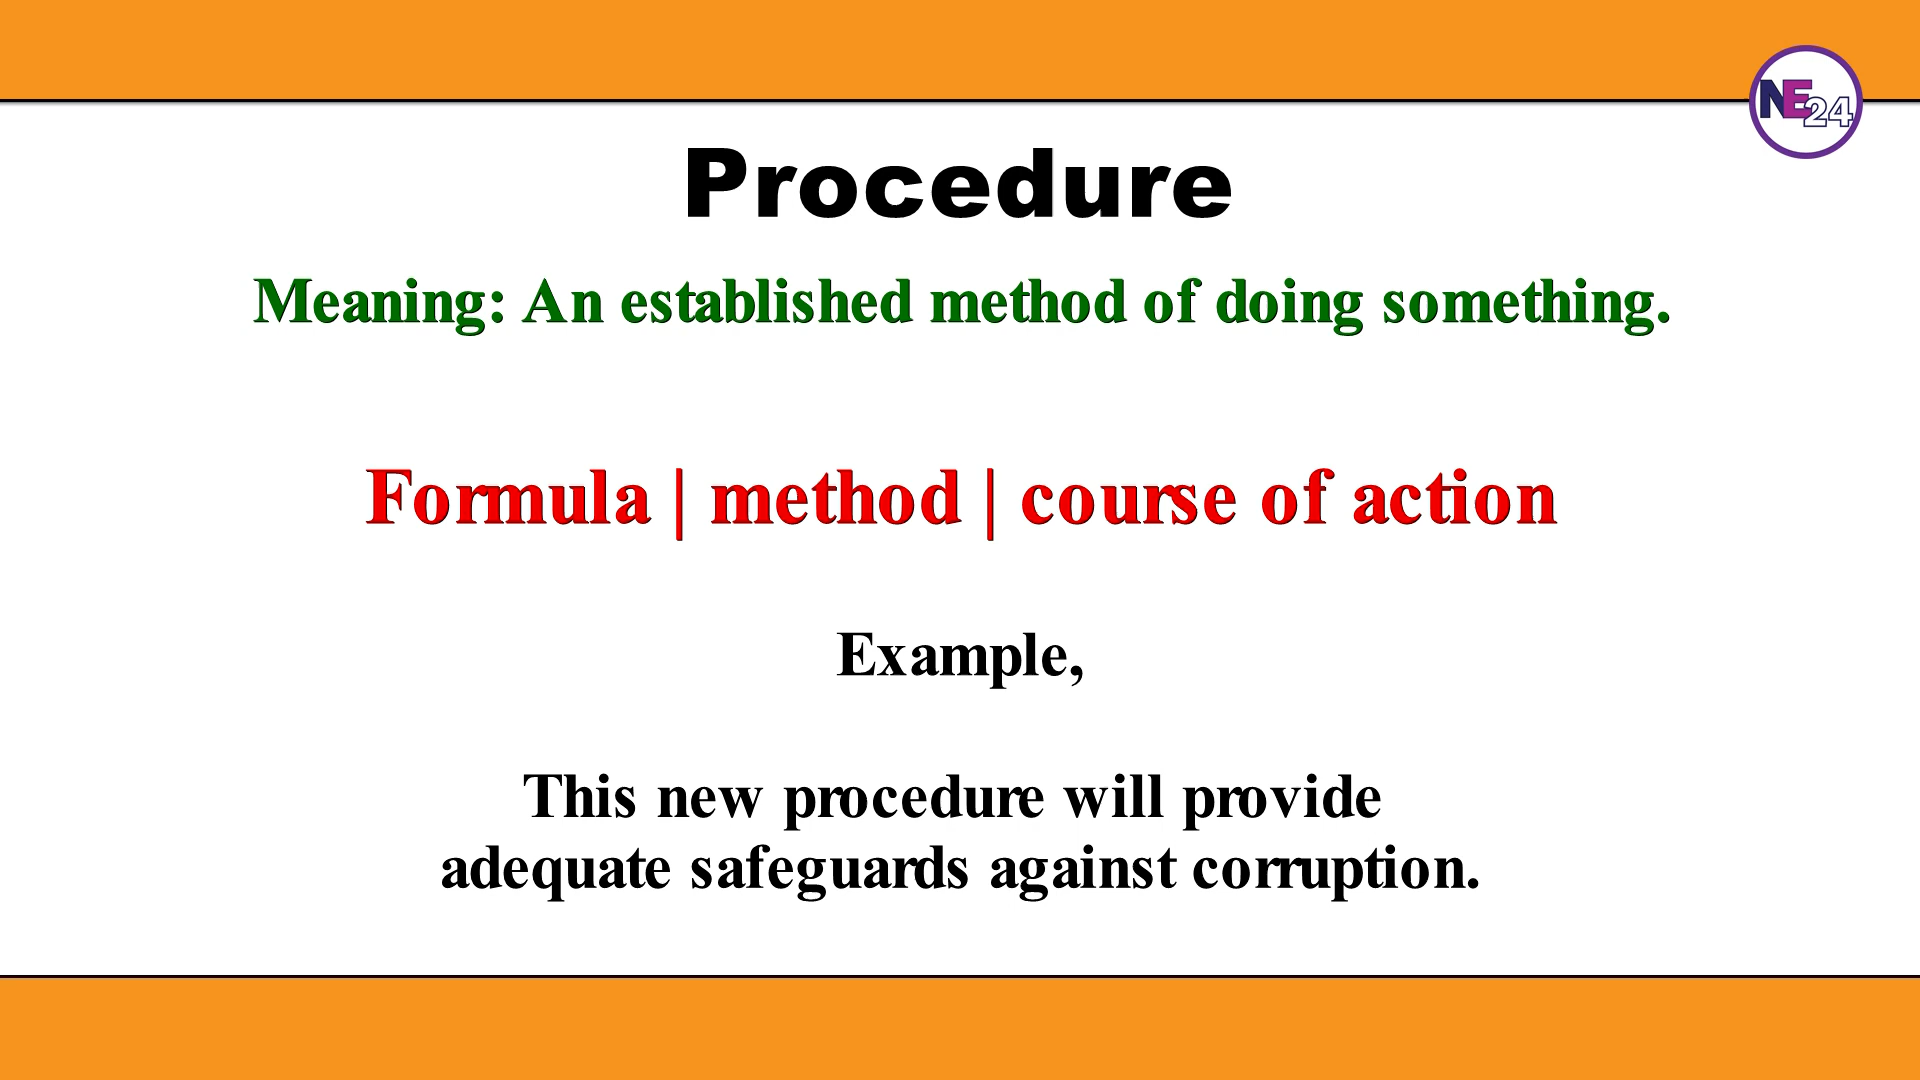 NE24
Procedure
Meaning: An established method of doing something.
Formula | method | course of action
Example,
This new procedure will provide
adequate safeguards against corruption.